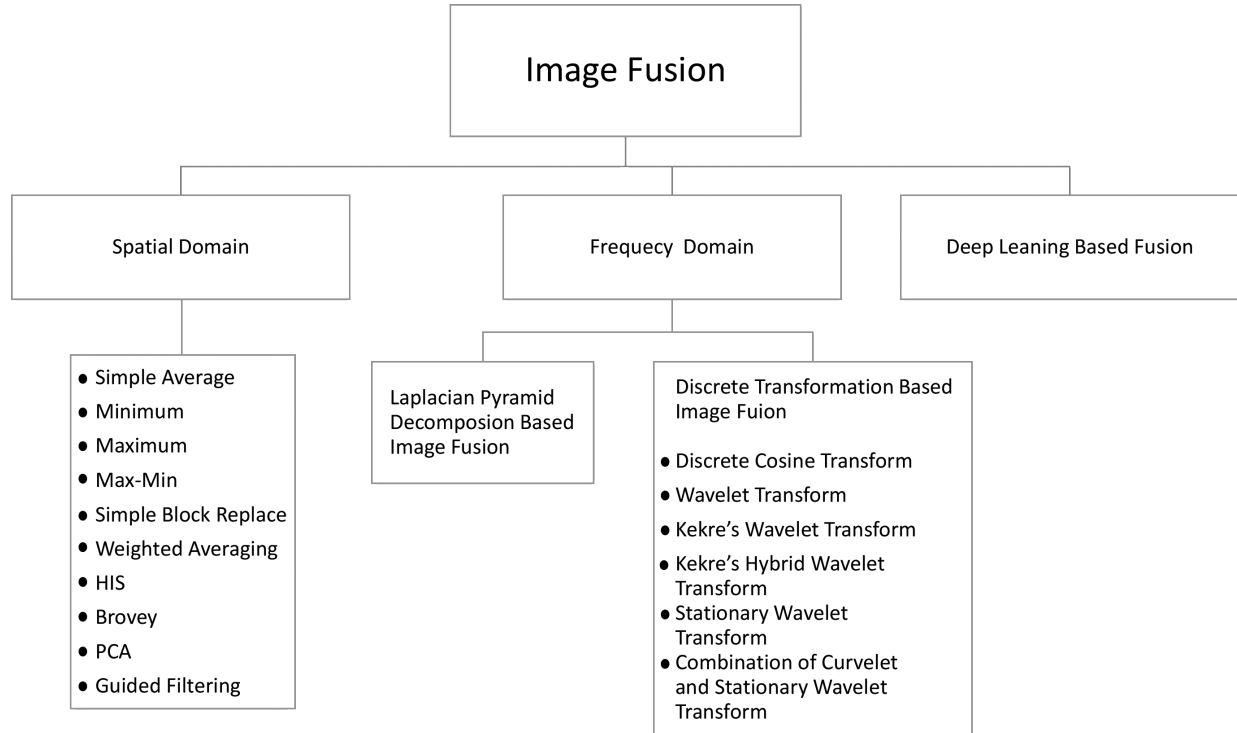 Image Fusion
Spatial Domain
Frequecy Domain
Deep Leaning Based Fusion
● Simple Average
● Minimum
● Maximum
● Max-Min
● Simple Block Replace
● Weighted Averaging
● HIS
● Brovey
● PCA
● Guided Filtering
Laplacian Pyramid
Decomposion Based
Image Fusion
Discrete Transformation Based
Image Fuion
● Discrete Cosine Transform
● Wavelet Transform
● Kekre’s Wavelet Transform
● Kekre’s Hybrid Wavelet
Transform
● Stationary Wavelet
Transform
● Combination of Curvelet
and Stationary Wavelet
Transform